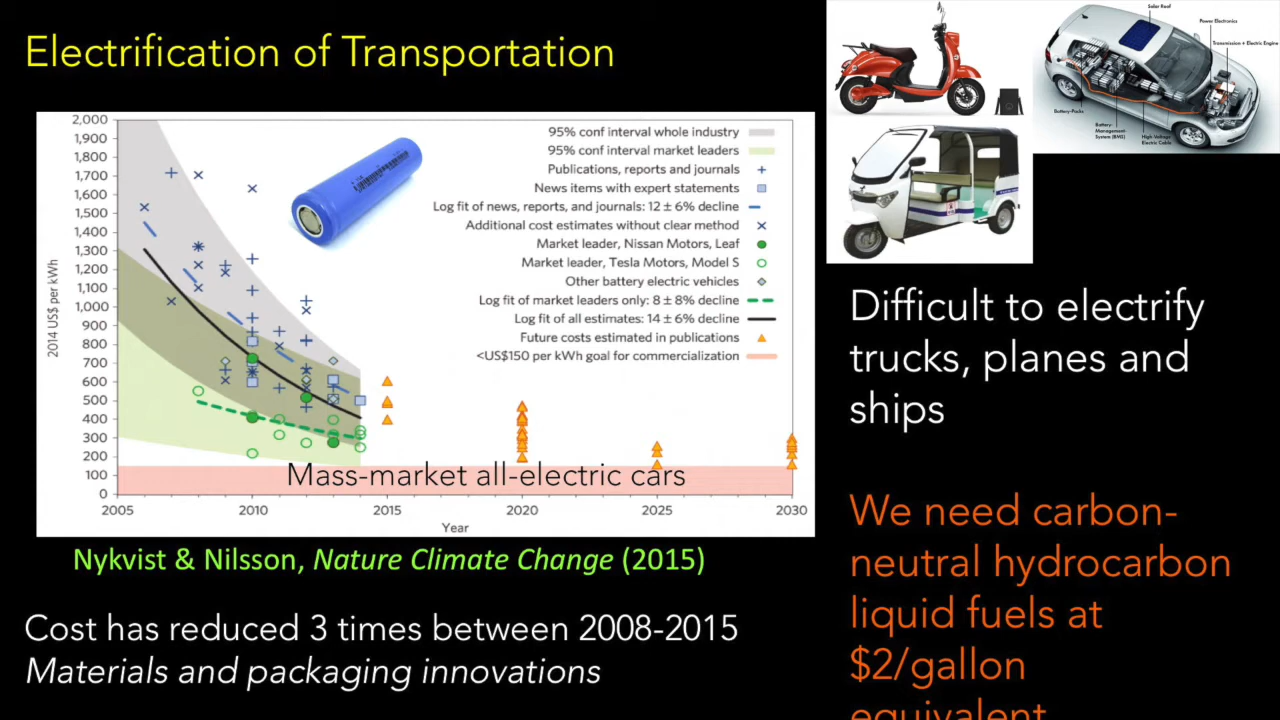 Electrification of Transportation
Solar Roof
Power Electronics
Transmission + Electric Engine
Battery-Packs
Battery-
Management-
System (BMS)
High-Voltage
Electric Cable
2,000
1,900
1,800
1,700
1,600
1,500
1,400
1,300
1,200
1,100
1,000
900
800
700
600
500
400
300
200
100
0
2014 US$ per kWh
95% conf interval whole industry
95% conf interval market leaders
Publications, reports and journals
News items with expert statements
Log fit of news, reports, and journals: 12 ± 6% decline
Additional cost estimates without clear method
Market leader, Nissan Motors, Leaf
Market leader, Tesla Motors, Model S
Other battery electric vehicles
Log fit of market leaders only: 8 ± 8% decline
Log fit of all estimates: 14 ± 6% decline
Future costs estimated in publications
<US$150 per kWh goal for commercialization
Mass-market all-electric cars
2005 2010 2015 2020 2025 2030
Year
Nykvist & Nilsson, Nature Climate Change (2015)
Cost has reduced 3 times between 2008-2015
Materials and packaging innovations
Difficult to electrify
trucks, planes and
ships
We need carbon-
neutral hydrocarbon
liquid fuels at
$2/gallon
equivalent